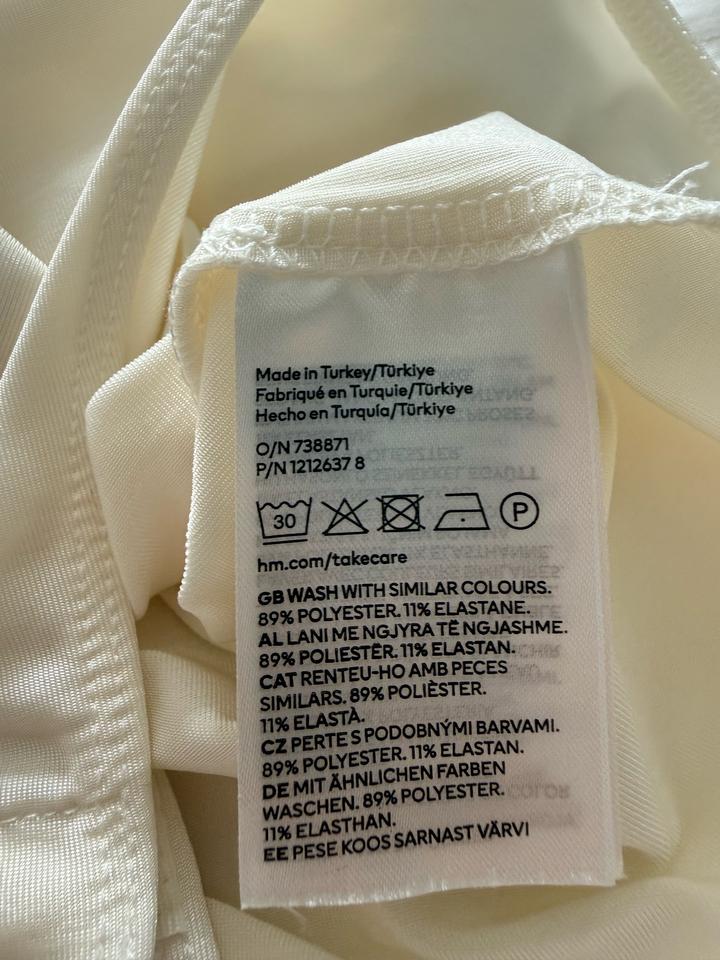 Made in Turkey/Türkiye
Fabriqué en Turquie/Türkiye
Hecho en Turquía/Türkiye
O/N 738871
P/N 1212637 8
30 P
hm.com/takecare
GB WASH WITH SIMILAR COLOURS.
89% POLYESTER. 11% ELASTANE.
AL LANI ME NGJYRA TË NGJASHME.
89% POLIESTËR. 11% ELASTAN.
CAT RENTEU-HO AMB PECES
SIMILARS. 89% POLIÈSTER.
11% ELASTÀ.
CZ PERTE S PODOBNÝMI BARVAMI.
89% POLYESTER. 11% ELASTAN.
DE MIT ÄHNLICHEN FARBEN
WASCHEN. 89% POLYESTER.
11% ELASTHAN.
EE PESE KOOS SARNAST VÄRVI